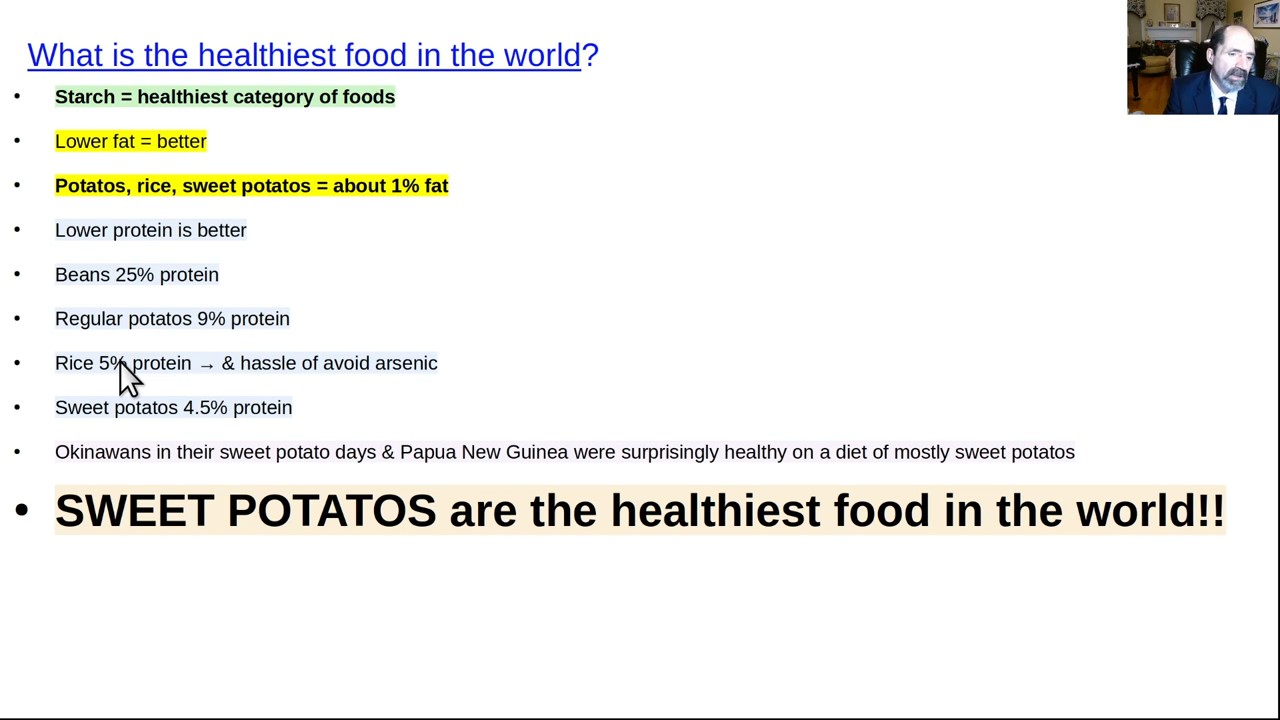 What is the healthiest food in the world?
• Starch = healthiest category of foods
• Lower fat = better
• Potatos, rice, sweet potatos = about 1% fat
• Lower protein is better
• Beans 25% protein
• Regular potatos 9% protein
• Rice 5% protein → & hassle of avoid arsenic
• Sweet potatos 4.5% protein
• Okinawans in their sweet potato days & Papua New Guinea were surprisingly healthy on a diet of mostly sweet potatos
• SWEET POTATOS are the healthiest food in the world!!